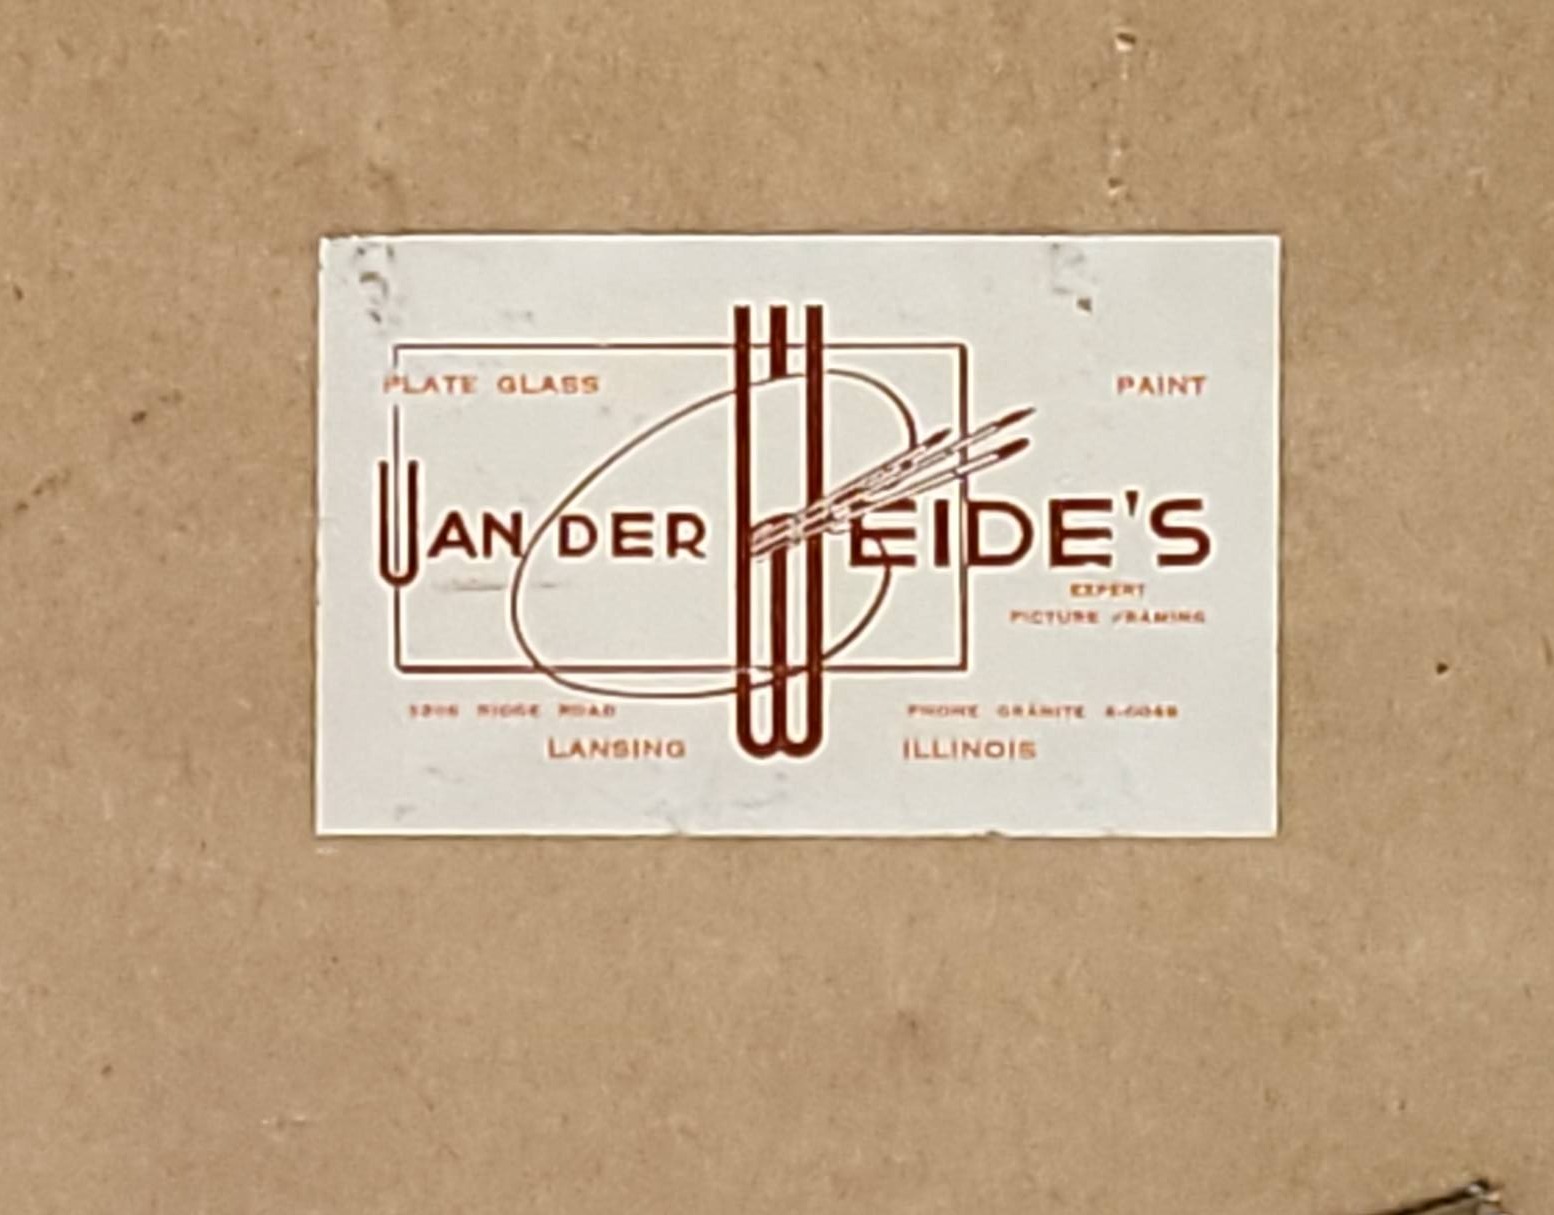 PLATE GLASS PAINT
VAN DER HEIDE'S
EXPERT
PICTURE FRAMING
RIDGE ROAD PHONE GRANITE
LANSING ILLINOIS